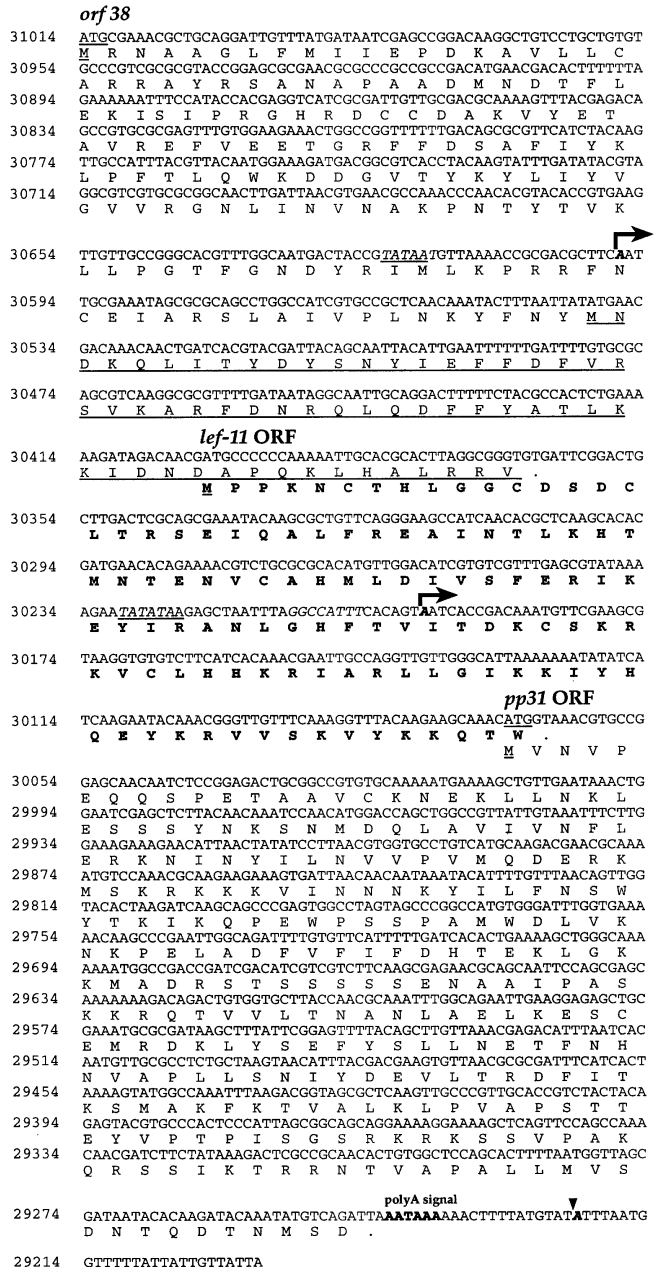 orf 38
31014 ATGCGAAACGCTGCAGGATTGTTTATGATAATCGAGCCGGACAAGGCTGTCCTGCTGTGT
M R N A A G L F M I I E P D K A V L L C
30954 GCCCGTCGCGCGTACCGGAGCGCGAACGCGCCCGCCGCCGACATGAACGACACTTTTTTA
A R R A Y R S A N A P A A D M N D T F L
30894 GAAAAAATTTCCATACCACGAGGTCATCGCGATTGTTGCGACGCAAAAGTTTACGAGACA
E K I S I P R G H R D C C D A K V Y E T
30834 GCCGTGCGCGAGTTTGTGGAAGAAACTGGCCGGTTTTTTGACAGCGCGTTCATCTACAAG
A V R E F V E E T G R F F D S A F I Y K
30774 TTGCCATTTACGTTACAATGGAAAGATGACGGCGTCACCTACAAGTATTTGATATACGTA
L P F T L Q W K D D G V T Y K Y L I Y V
30714 GGCGTCGTGCGCGGCAACTTGATTAACGTGAACGCCAAACCCAACACGTACACCGTGAAG
G V V R G N L I N V N A K P N T Y T V K
30654 TTGTTGCCGGGCACGTTTGGCAATGACTACCGTATAATGTTAAAACCGCGACGCTTCAAT
L L P G T F G N D Y R I M L K P R R F N
30594 TGCGAAATAGCGCGCAGCCTGGCCATCGTGCCGCTCAACAAATACTTTAATTATATGAAC
C E I A R S L A I V P L N K Y F N Y M N
30534 GACAAACAACTGATCACGTACGATTACAGCAATTACATTGAATTTTTTGATTTTGTGCGC
D K Q L I T Y D Y S N Y I E F F D F V R
30474 AGCGTCAAGGCGCGTTTTGATAATAGGCAATTGCAGGACTTTTTCTACGCCACTCTGAAA
S V K A R F D N R Q L Q D F F Y A T L K
lef-11 ORF
30414 AAGATAGACAACGATGCCCCCCAAAAATTGCACGCACTTAGGCGGGTGTGATTCGGACTG
K I D N D A P Q K L H A L R R V .
M P P K N C T H L G G C D S D C
30354 CTTGACTCGCAGCGAAATACAAGCGCTGTTCAGGGAAGCCATCAACACGCTCAAGCACAC
L T R S E I Q A L F R E A I N T L K H T
30294 GATGAACACAGAAAACGTCTGCGCGCACATGTTGGACATCGTGTCGTTTGAGCGTATAAA
M N T E N V C A H M L D I V S F E R I K
30234 AGAATATATAAGAGCTAATTTAGGCCATTTCACAGTAATCACCGACAAATGTTCGAAGCG
E Y I R A N L G H F T V I T D K C S K R
30174 TAAGGTGTGTCTTCATCACAAACGAATTGCCAGGTTGTTGGGCATTAAAAAAATATATCA
K V C L H H K R I A R L L G I K K I Y H
pp31 ORF
30114 TCAAGAATACAAACGGGTTGTTTCAAAGGTTTACAAGAAGCAAACATGGTAAACGTGCCG
Q E Y K R V V S K V Y K K Q T W .
M V N V P
30054 GAGCAACAATCTCCGGAGACTGCGGCCGTGTGCAAAAATGAAAAGCTGTTGAATAAACTG
E Q Q S P E T A A V C K N E K L L N K L
29994 GAATCGAGCTCTTACAACAAATCCAACATGGACCAGCTGGCCGTTATTGTAAATTTCTTG
E S S S Y N K S N M D Q L A V I V N F L
29934 GAAAGAAAGAACATTAACTATATCCTTAACGTGGTGCCTGTCATGCAAGACGAACGCAAA
E R K N I N Y I L N V V P V M Q D E R K
29874 ATGTCCAAACGCAAGAAGAAAGTGATTAACAACAATAAATACATTTTGTTTAACAGTTGG
M S K R K K K V I N N N K Y I L F N S W
29814 TACACTAAGATCAAGCAGCCCGAGTGGCCTAGTAGCCCGGCCATGTGGGATTTGGTGAAA
Y T K I K Q P E W P S S P A M W D L V K
29754 AACAAGCCCGAATTGGCAGATTTTGTGTTCATTTTTGATCACACTGAAAAGCTGGGCAAA
N K P E L A D F V F I F D H T E K L G K
29694 AAAATGGCCGACCGATCGACATCGTCGTCTTCAAGCGAGAACGCAGCAATTCCAGCGAGC
K M A D R S T S S S S S E N A A I P A S
29634 AAAAAAAAGACAGACTGTGGTGCTTACCAACGCAAATTTGGCAGAATTGAAGGAGAGCTGC
K K R Q T V V L T N A N L A E L K E S C
29574 GAAATGCGCGATAAGCTTTATTCGGAGTTTTACAGCTTGTTAAACGAGACATTTAATCAC
E M R D K L Y S E F Y S L L N E T F N H
29514 AATGTTGCGCCTCTGCTAAGTAACATTTACGACGAAGTGTTAACGCGCGATTTCATCACT
N V A P L L S N I Y D E V L T R D F I T
29454 AAAAGTATGGCCAAATTTAAGACGGTAGCGCTCAAGTTGCCCGTTGCACCGTCTACTACA
K S M A K F K T V A L K L P V A P S T T
29394 GAGTACGTGCCCACTCCCATTAGCGGCAGCAGGAAAAGGAAAAGCTCAGTTCCAGCCAAA
E Y V P T P I S G S R K R K S S V P A K
29334 CAACGATCTTCTATAAAGACTCGCCGCAACACTGTGGCTCCAGCACTTTTAATGGTTAGC
Q R S S I K T R R N T V A P A L L M V S
polyA signal
29274 GATAATACACAAGATACAAATATGTCAGATTAAAATAAAAAACTTTTATGTATATTTAATG
D N T Q D T N M S D .
29214 GTTTTTATTATTGTTATTA